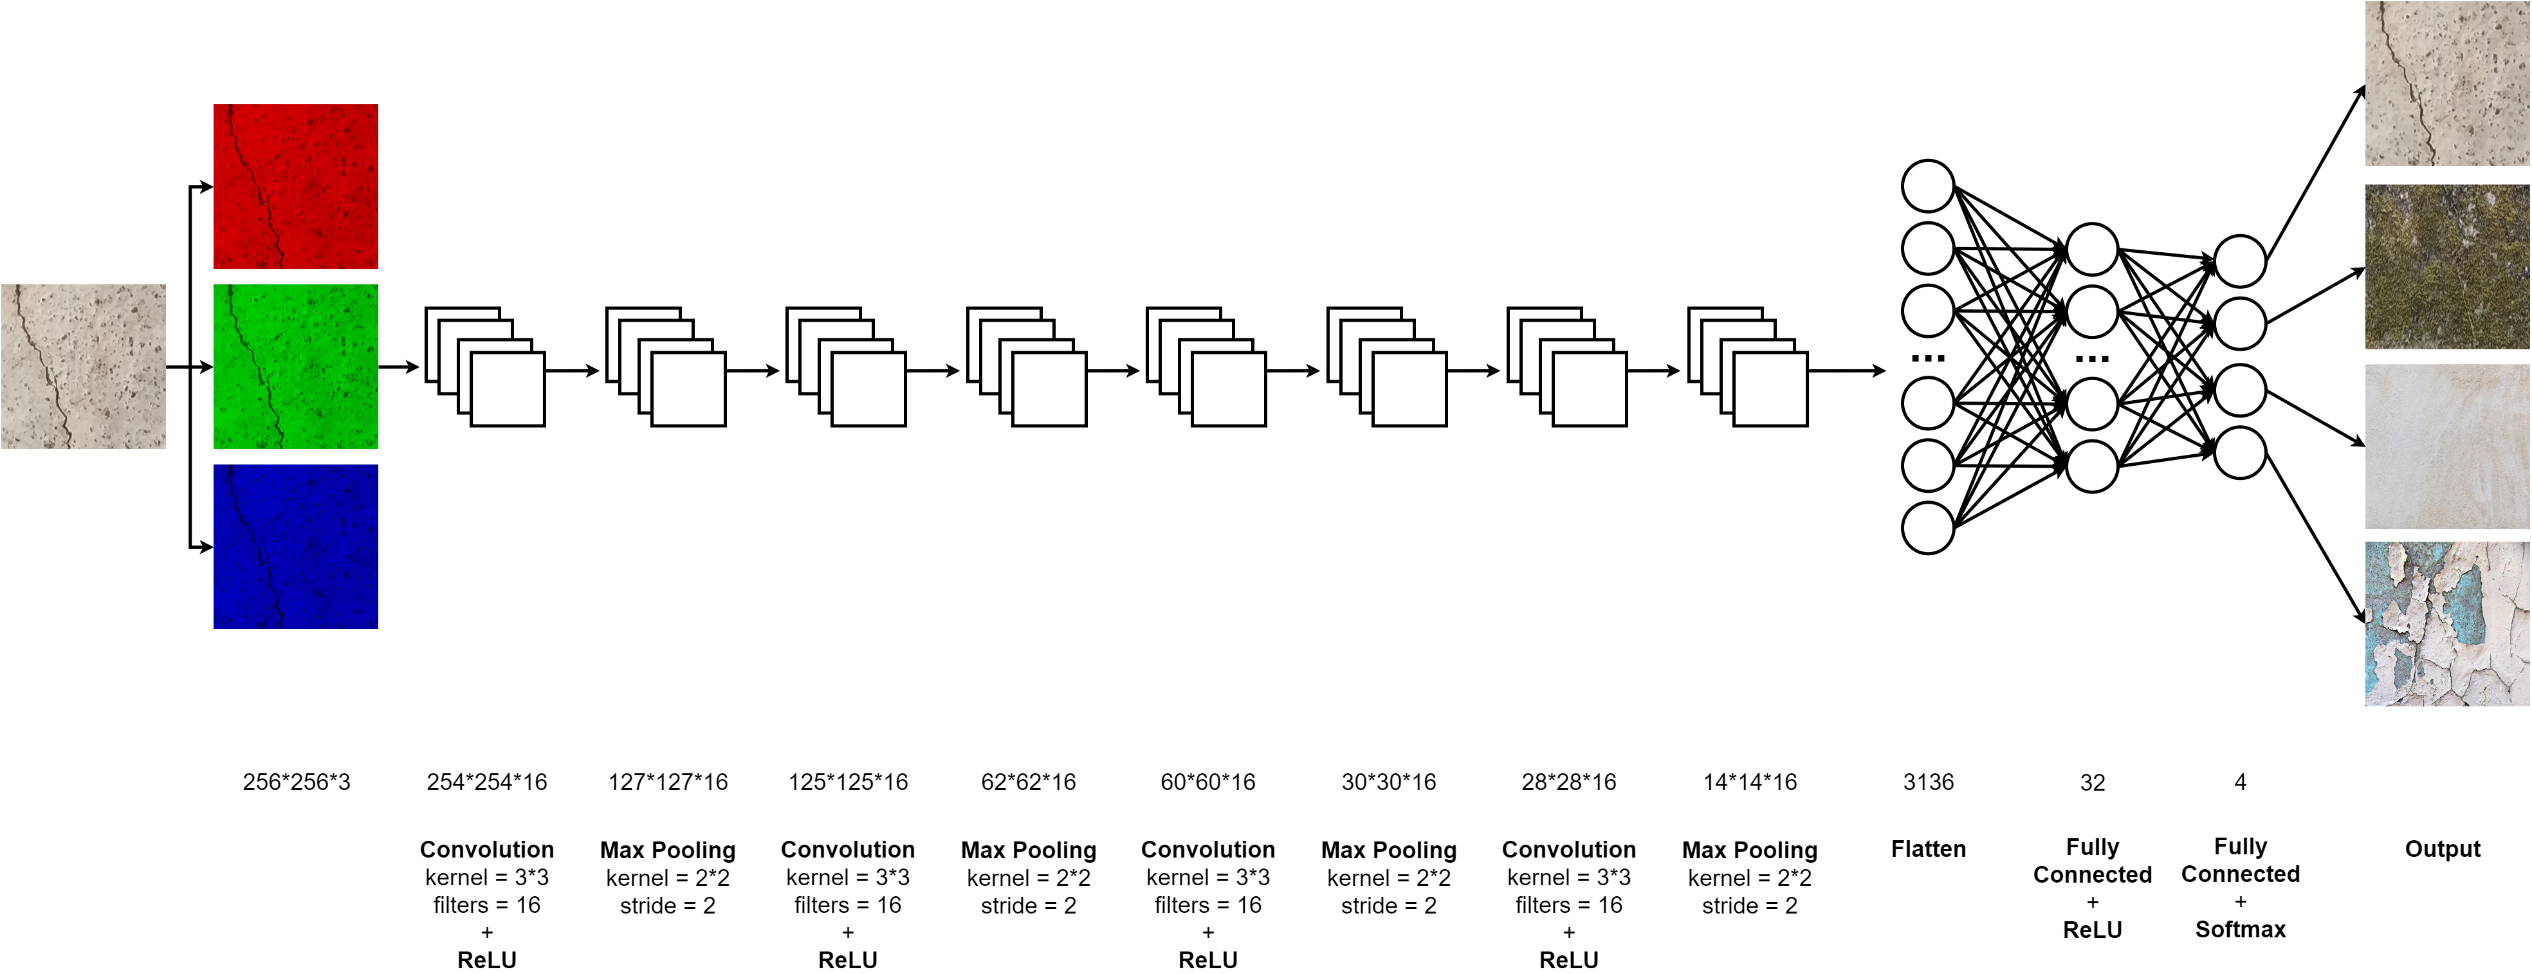 256*256*3
254*254*16
127*127*16
125*125*16
62*62*16
60*60*16
30*30*16
28*28*16
14*14*16
3136
32
4
Convolution
kernel = 3*3
filters = 16
+
ReLU
Max Pooling
kernel = 2*2
stride = 2
Convolution
kernel = 3*3
filters = 16
+
ReLU
Max Pooling
kernel = 2*2
stride = 2
Convolution
kernel = 3*3
filters = 16
+
ReLU
Max Pooling
kernel = 2*2
stride = 2
Convolution
kernel = 3*3
filters = 16
+
ReLU
Max Pooling
kernel = 2*2
stride = 2
Flatten
Fully
Connected
+
ReLU
Fully
Connected
+
Softmax
Output